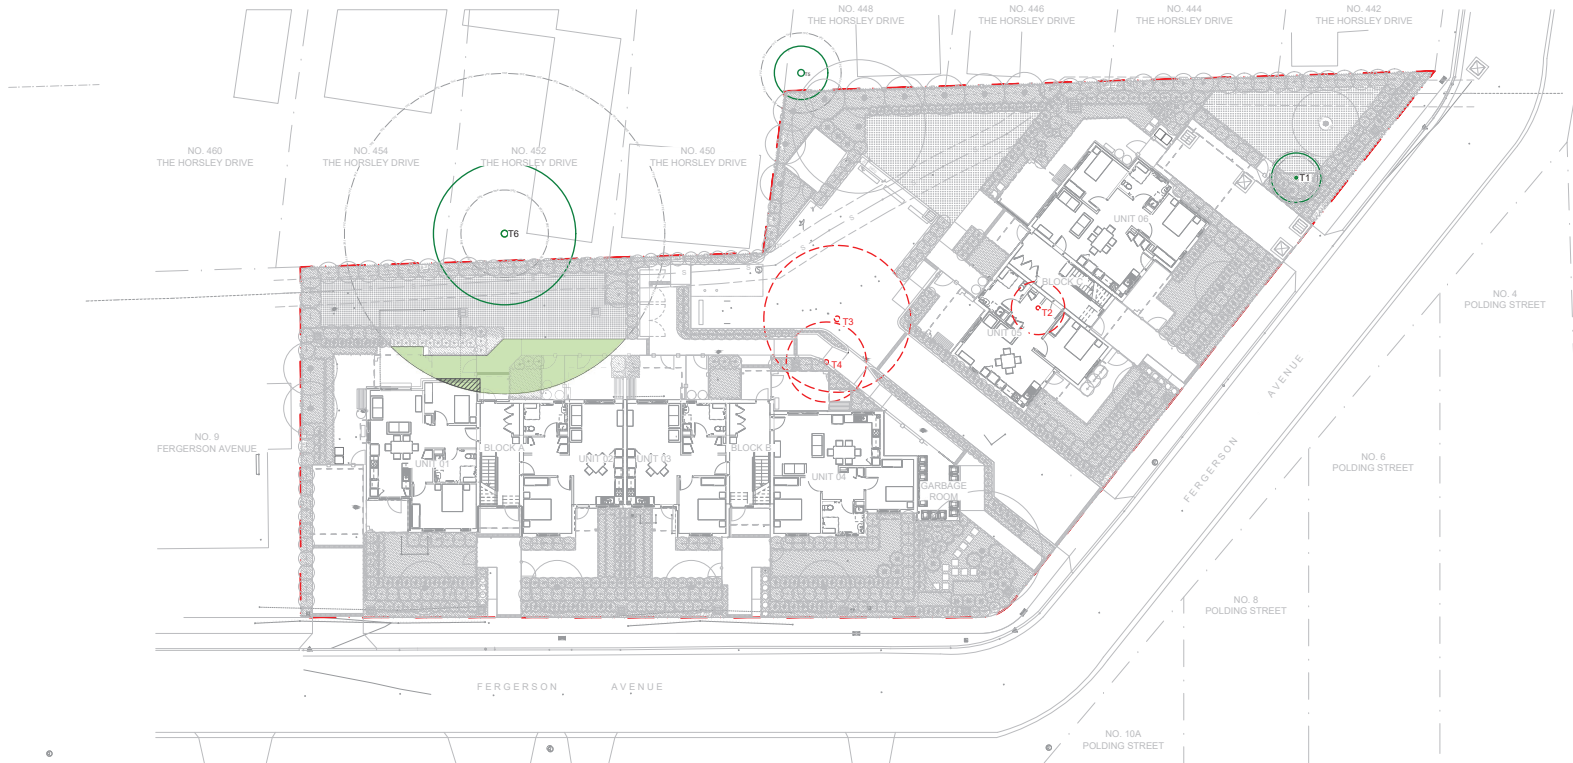 NO. 448
THE HORSLEY DRIVE
NO. 446
THE HORSLEY DRIVE
NO. 444
THE HORSLEY DRIVE
NO. 442
THE HORSLEY DRIVE
NO. 460
THE HORSLEY DRIVE
NO. 454
THE HORSLEY DRIVE
NO. 452
THE HORSLEY DRIVE
NO. 450
THE HORSLEY DRIVE
T1
UNIT 06
T6
BLOCK C
NO. 4
POLDING STREET
T2
T3
UNIT 05
T4
AVENUE
FERGERSON
NO. 9
FERGERSON AVENUE
BLOCK A
BLOCK B
UNIT 01
UNIT 02
UNIT 03
UNIT 04
GARBAGE
ROOM
NO. 6
POLDING STREET
NO. 8
POLDING STREET
FERGERSON AVENUE
NO. 10A
POLDING STREET